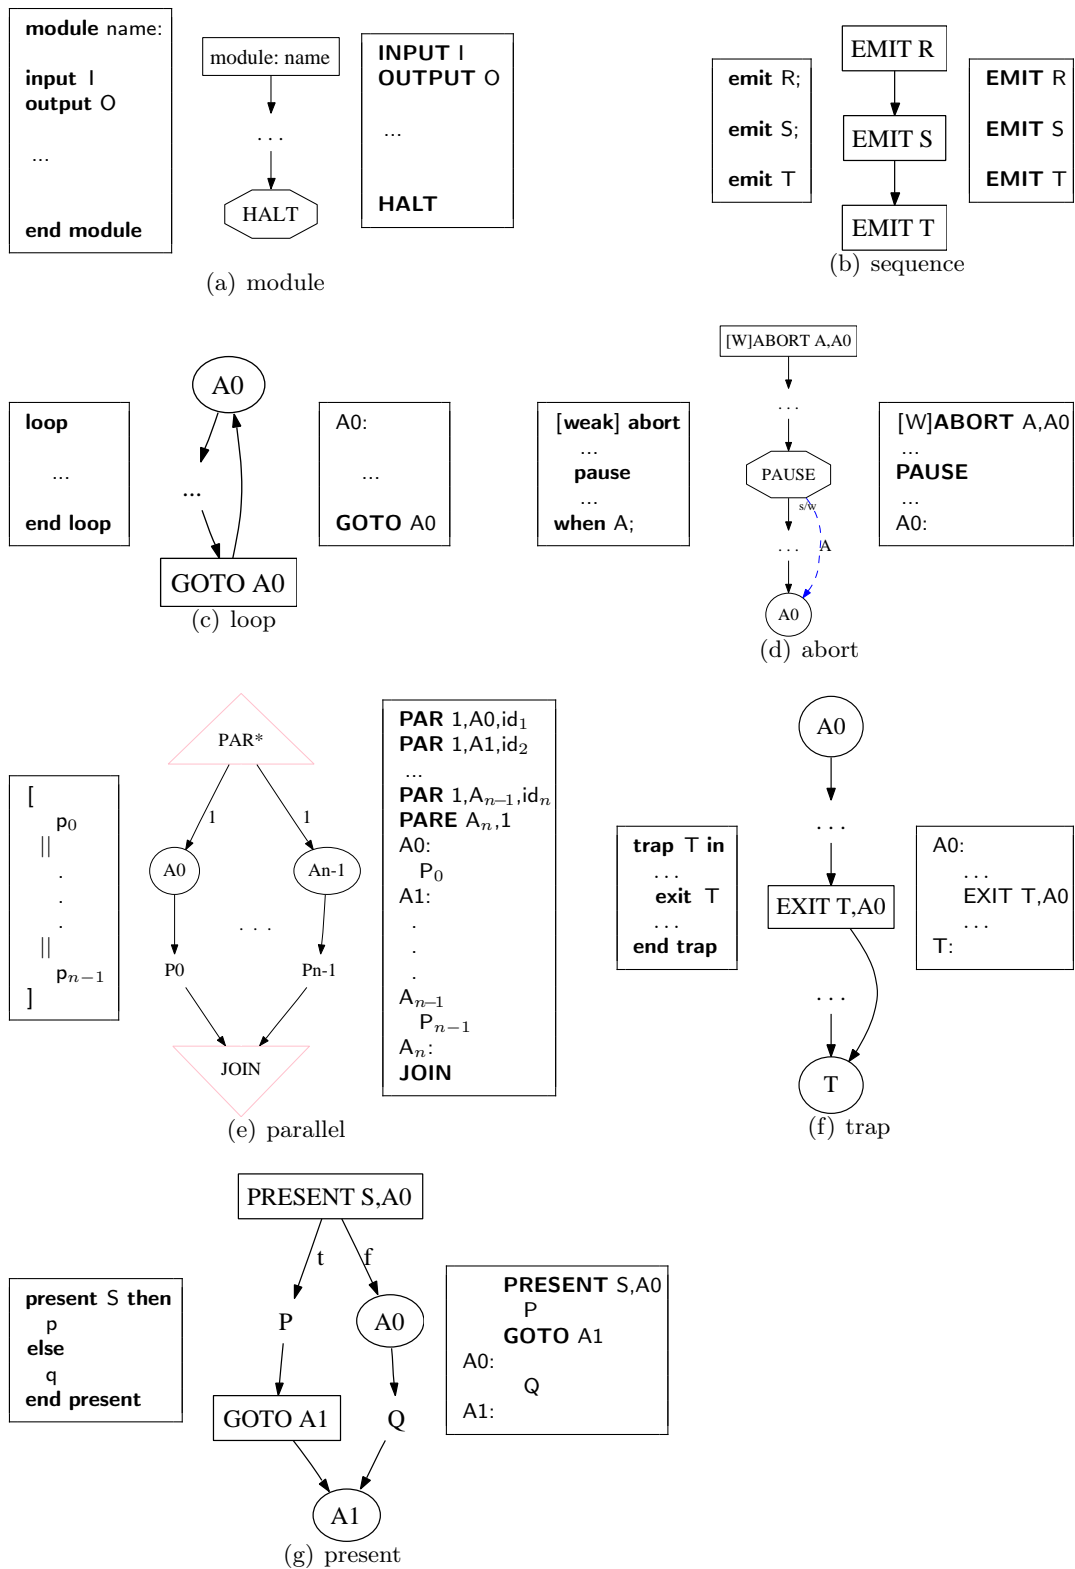 module name:
input I
output O
...
end module
module: name
. . .
HALT
INPUT I
OUTPUT O
...
HALT
(a) module
emit R;
emit S;
emit T
EMIT R
EMIT S
EMIT T
EMIT R
EMIT S
EMIT T
(b) sequence
loop
...
end loop
A0
...
GOTO A0
A0:
...
GOTO A0
(c) loop
[weak] abort
...
pause
...
when A;
[W]ABORT A,A0
. . .
PAUSE
s/w
. . . A
A0
[W]ABORT A,A0
...
PAUSE
...
A0:
(d) abort
[
p0
||
.
.
.
||
pn−1
]
PAR*
1 1
A0 An-1
. . .
P0 Pn-1
JOIN
PAR 1,A0,id1
PAR 1,A1,id2
...
PAR 1,An−1,idn
PARE An,1
A0:
P0
A1:
.
.
.
An−1
Pn−1
An:
JOIN
(e) parallel
trap T in
...
exit T
...
end trap
A0
. . .
EXIT T,A0
. . .
T
A0:
...
EXIT T,A0
...
T:
(f) trap
present S then
p
else
q
end present
PRESENT S,A0
t f
P A0
GOTO A1 Q
A1
PRESENT S,A0
P
GOTO A1
A0:
Q
A1:
(g) present